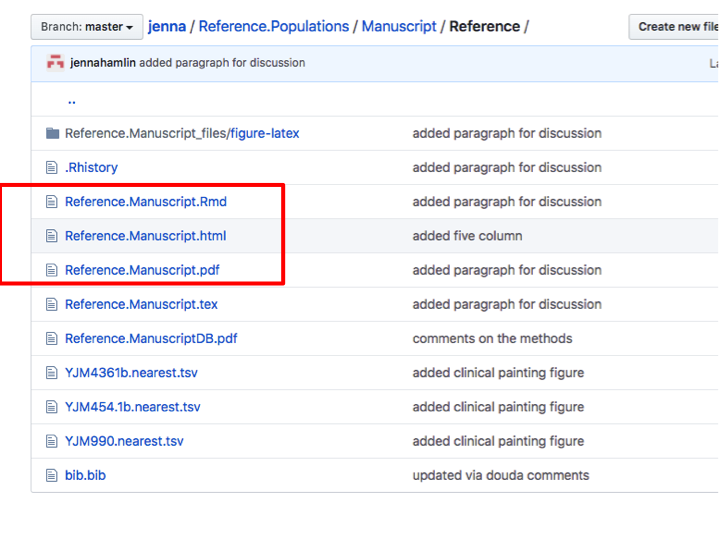 Branch: master jenna / Reference.Populations / Manuscript / Reference / Create new file
jennahamlin added paragraph for discussion La
..
Reference.Manuscript_files/figure-latex added paragraph for discussion
.Rhistory added paragraph for discussion
Reference.Manuscript.Rmd added paragraph for discussion
Reference.Manuscript.html added five column
Reference.Manuscript.pdf added paragraph for discussion
Reference.Manuscript.tex added paragraph for discussion
Reference.ManuscriptDB.pdf comments on the methods
YJM4361b.nearest.tsv added clinical painting figure
YJM454.1b.nearest.tsv added clinical painting figure
YJM990.nearest.tsv added clinical painting figure
bib.bib updated via douda comments